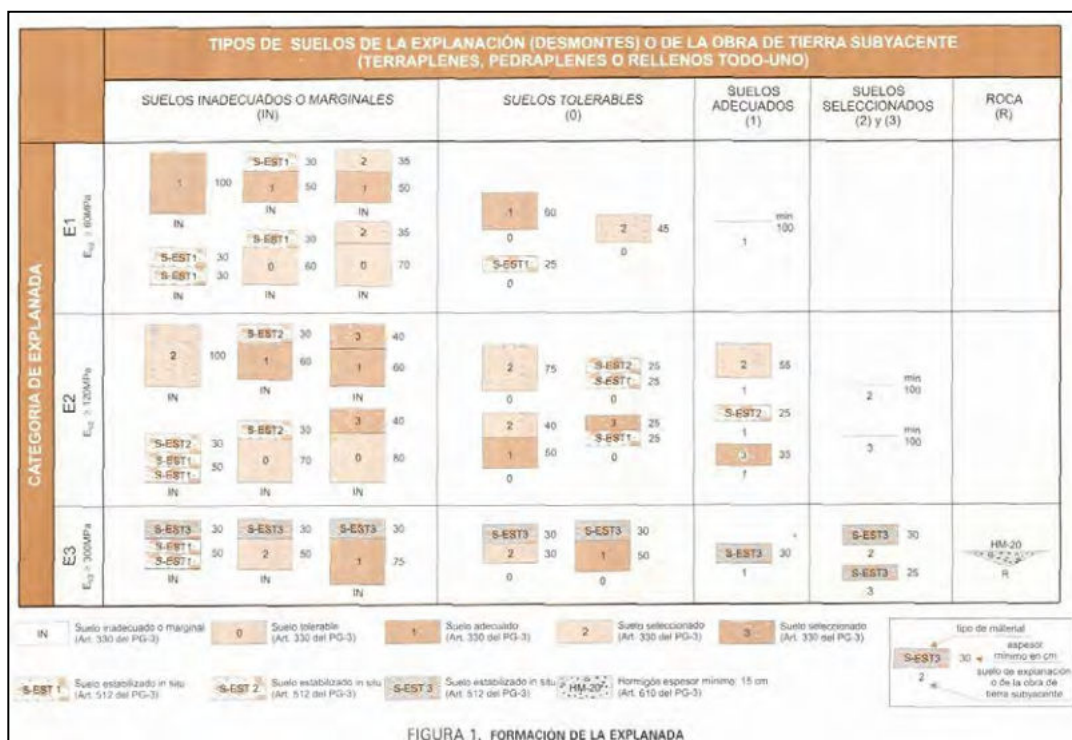 TIPOS DE SUELOS DE LA EXPLANACIÓN (DESMONTES) O DE LA OBRA DE TIERRA SUBYACENTE
(TERRAPLENES, PEDRAPLENES O RELLENOS TODO-UNO)
SUELOS INADECUADOS O MARGINALES
(IN)
SUELOS TOLERABLES
(0)
SUELOS
ADECUADOS
(1)
SUELOS
SELECCIONADOS
(2) y (3)
ROCA
(R)
CATEGORIA DE EXPLANADA
E1
≥ 60MPa
1 100
IN
S-EST1 30
1 50
IN
2 35
1 50
IN
S-EST1 30
S-EST1 30
IN
S-EST1 30
0 60
IN
2 35
0 70
IN
1 60
0
2 45
0
S-EST1 25
0
min
100
1
E2
≥ 120MPa
2 100
IN
S-EST2 30
1 60
IN
3 40
1 60
IN
S-EST2 30
S-EST1 50
S-EST1
IN
S-EST2 30
0 70
IN
3 40
0 80
IN
2 75
0
S-EST2 25
S-EST1 25
0
2 40
1 50
0
3 25
S-EST1 25
0
2 55
1
S-EST2 25
1
3 35
1
min
100
2
min
100
3
E3
≥ 300MPa
S-EST3 30
S-EST1 50
S-EST1
IN
S-EST3 30
2 50
IN
S-EST3 30
1 75
IN
S-EST3 30
2 30
0
S-EST3 30
1 50
0
S-EST3 30
1
S-EST3 30
2
S-EST3 25
3
HM-20
R
IN Suelo inadecuado o marginal
(Art. 330 del PG-3)
0 Suelo tolerable
(Art. 330 del PG-3)
1 Suelo adecuado
(Art. 330 del PG-3)
2 Suelo seleccionado
(Art. 330 del PG-3)
3 Suelo seleccionado
(Art. 330 del PG-3)
S-EST 1 Suelo estabilizado in situ
(Art. 512 del PG-3)
S-EST 2 Suelo estabilizado in situ
(Art. 512 del PG-3)
S-EST 3 Suelo estabilizado in situ
(Art. 512 del PG-3)
HM-20 Hormigón espesor mínimo: 15 cm
(Art. 610 del PG-3)
tipo de material
espesor
mínimo en cm
S-EST3 30
2
suelo de explanación
o de la obra de
tierra subyacente
FIGURA 1. FORMACIÓN DE LA EXPLANADA